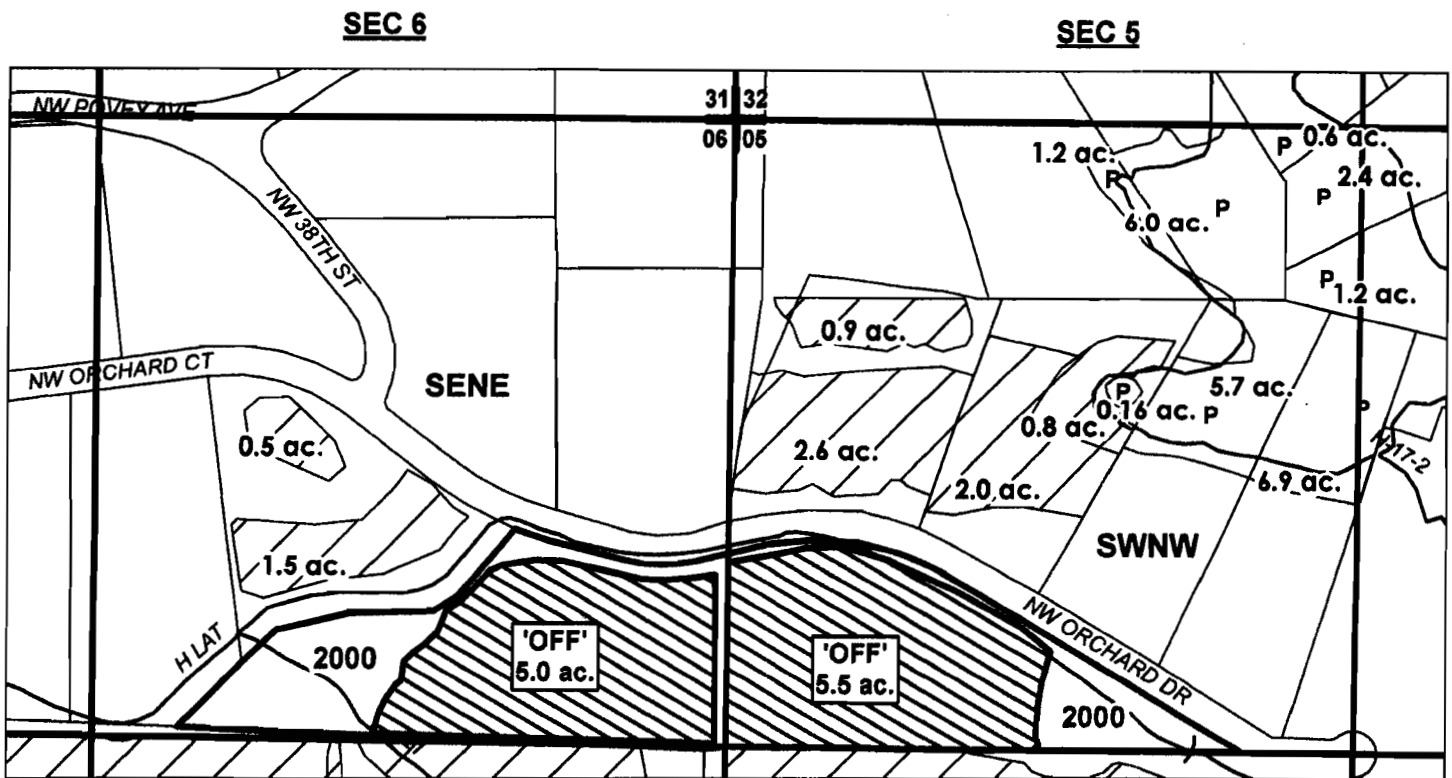 SEC 6
SEC 5
NW POVEY AVE
31 32
06 05
NW 38TH ST
NW ORCHARD CT
SENE
1.2 ac.
P
P
0.6 ac.
2.4 ac.
P
6.0 ac.
P
P
1.2 ac.
0.9 ac.
5.7 ac.
P
0.16 ac.
P
P
0.8 ac.
0.5 ac.
2.6 ac.
2.0 ac.
6.9 ac.
SWNW
1.5 ac.
H LAT
2000
'OFF'
5.0 ac.
'OFF'
5.5 ac.
NW ORCHARD DR
2000